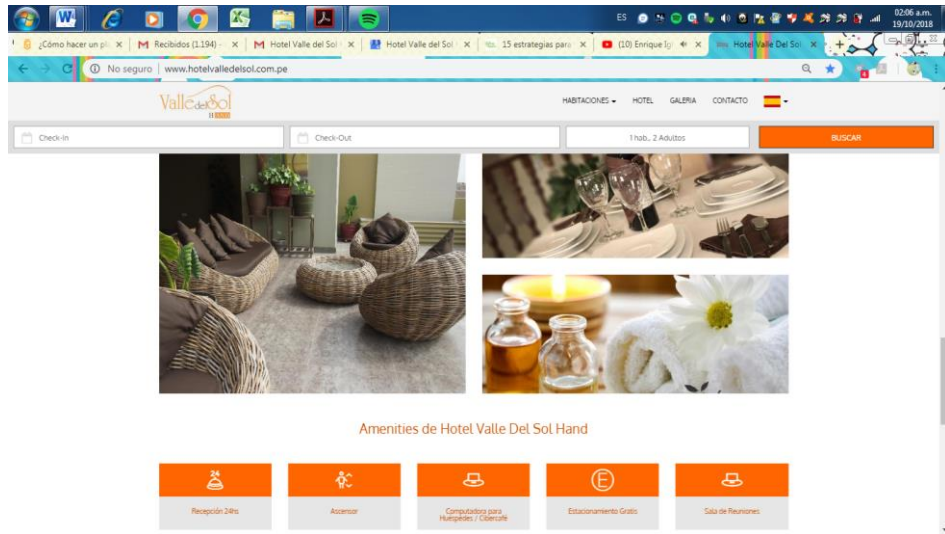 ES
02:06 a.m.
19/10/2018
¿Cómo hacer un pl
Recibidos (1.194) -
Hotel Valle del Sol
Hotel Valle del Sol
15 estrategias para
(10) Enrique Ig
Hotel Valle Del Sol
No seguro | www.hotelvalledelsol.com.pe
Valle del Sol
HAND
HABITACIONES
HOTEL
GALERIA
CONTACTO
Check-In
Check-Out
1 hab., 2 Adultos
BUSCAR
Amenities de Hotel Valle Del Sol Hand
24
E
Recepción 24hs
Ascensor
Computadora para
Huéspedes / Cibercafé
Estacionamiento Gratis
Sala de Reuniones